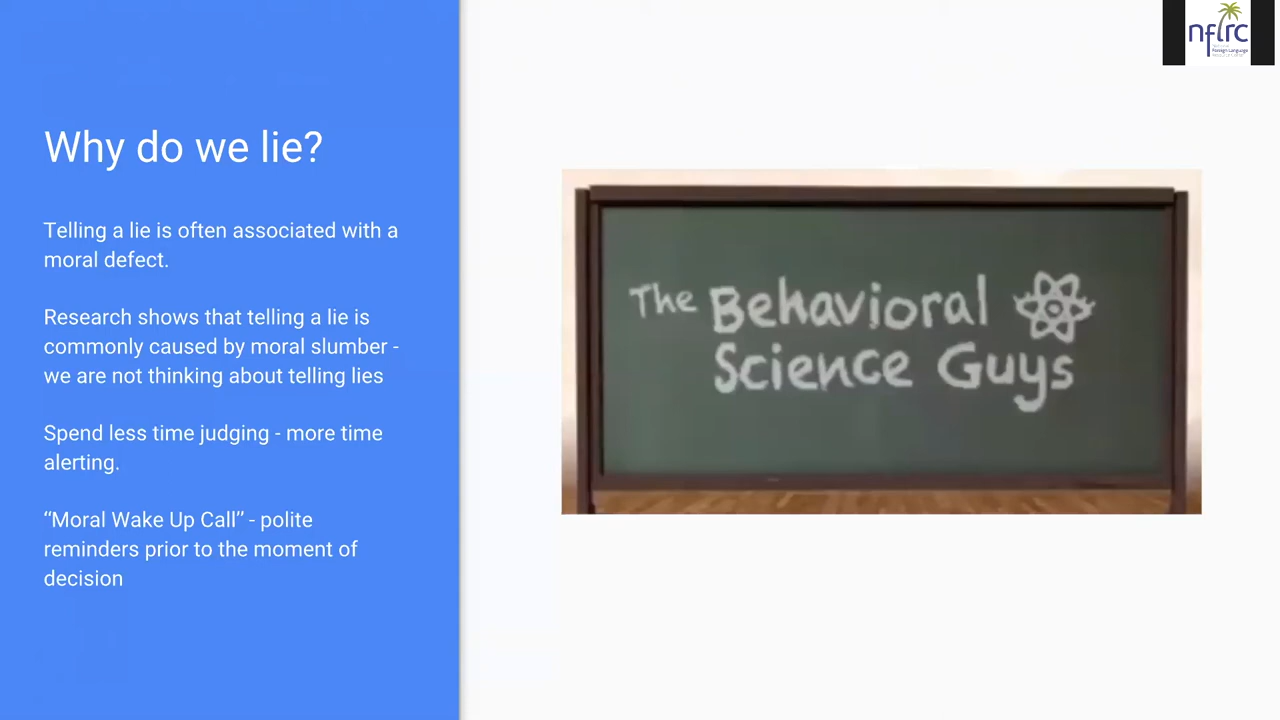 nflrc
Foreign Language
Why do we lie?
Telling a lie is often associated with a
moral defect.
Research shows that telling a lie is
commonly caused by moral slumber -
we are not thinking about telling lies
Spend less time judging - more time
alerting.
“Moral Wake Up Call” - polite
reminders prior to the moment of
decision
The Behavioral
Science Guys